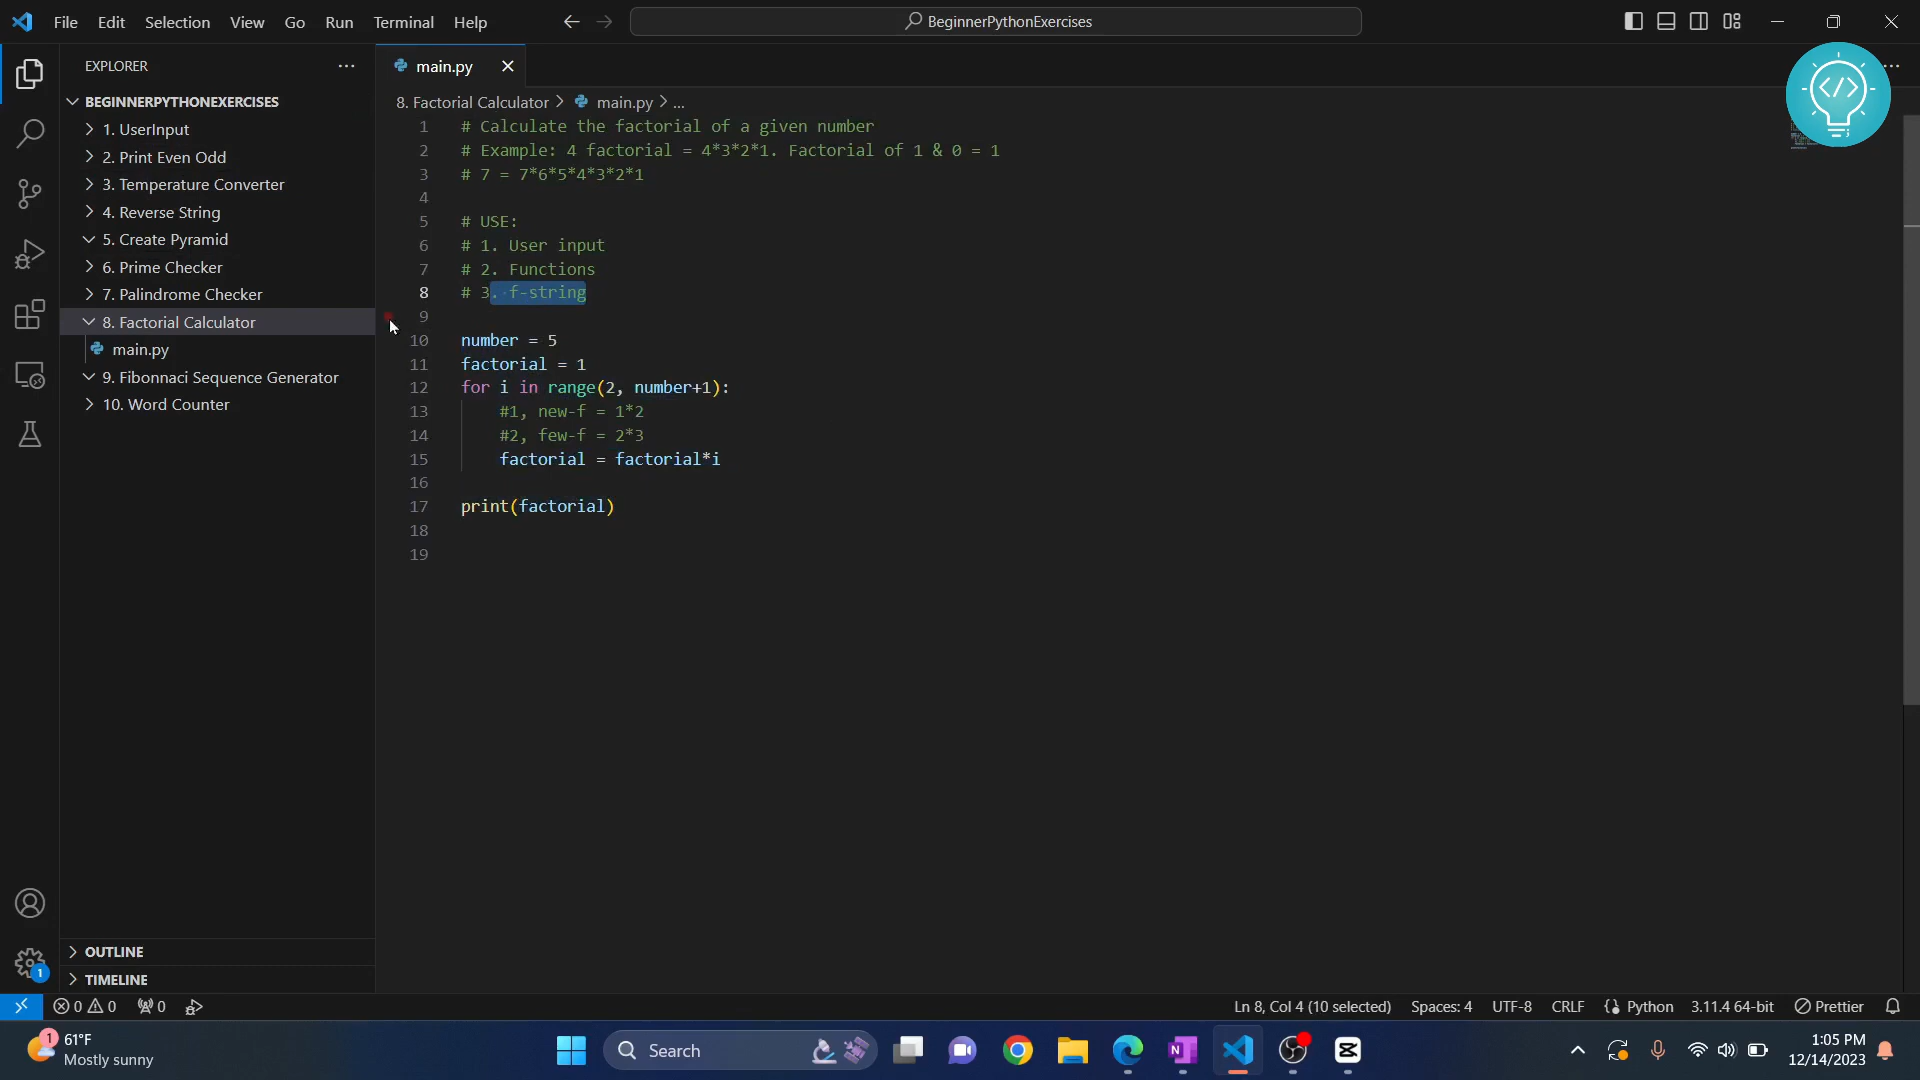 File Edit Selection View Go Run Terminal Help
BeginnerPythonExercises
EXPLORER
main.py
BEGINNERPYTHONEXERCISES
1. UserInput
2. Print Even Odd
3. Temperature Converter
4. Reverse String
5. Create Pyramid
6. Prime Checker
7. Palindrome Checker
8. Factorial Calculator
main.py
9. Fibonnaci Sequence Generator
10. Word Counter
OUTLINE
TIMELINE
8. Factorial Calculator > main.py > ...
1 # Calculate the factorial of a given number
2 # Example: 4 factorial = 4*3*2*1. Factorial of 1 & 0 = 1
3 # 7 = 7*6*5*4*3*2*1
4
5 # USE:
6 # 1. User input
7 # 2. Functions
8 # 3. f-string
9
10 number = 5
11 factorial = 1
12 for i in range(2, number+1):
13 #1, new-f = 1*2
14 #2, few-f = 2*3
15 factorial = factorial*i
16
17 print(factorial)
18
19
</>
1
0 0 0
Ln 8, Col 4 (10 selected) Spaces: 4 UTF-8 CRLF Python 3.11.4 64-bit Prettier
1
61°F
Mostly sunny
Search
N
1:05 PM
12/14/2023